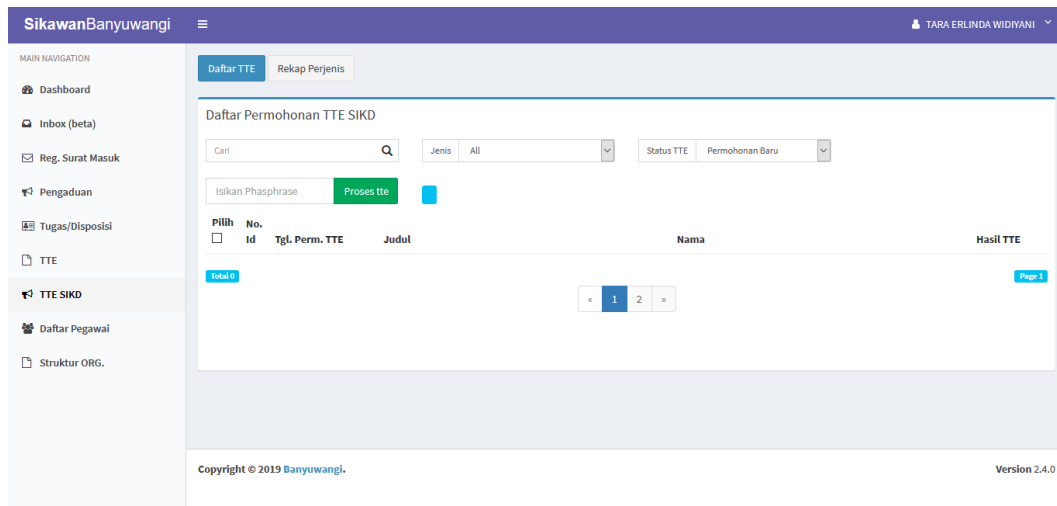 SikawanBanyuwangi
TARA ERLINDA WIDIYANI
MAIN NAVIGATION
Dashboard
Inbox (beta)
Reg. Surat Masuk
Pengaduan
Tugas/Disposisi
TTE
TTE SIKD
Daftar Pegawai
Struktur ORG.
Daftar TTE Rekap Perjenis
Daftar Permohonan TTE SIKD
Cari Jenis All Status TTE Permohonan Baru
Isikan Phasphrase Proses tte
Pilih No. Id Tgl. Perm. TTE Judul Nama Hasil TTE
Total 0 Page 1
« 1 2 »
Copyright © 2019 Banyuwangi. Version 2.4.0